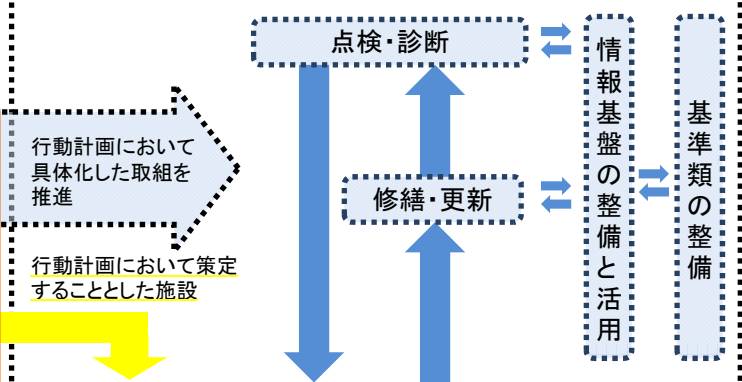 点検・診断
行動計画において
具体化した取組を
推進
修繕・更新
行動計画において策定
することとした施設
情報基盤の整備と活用
基準類の整備